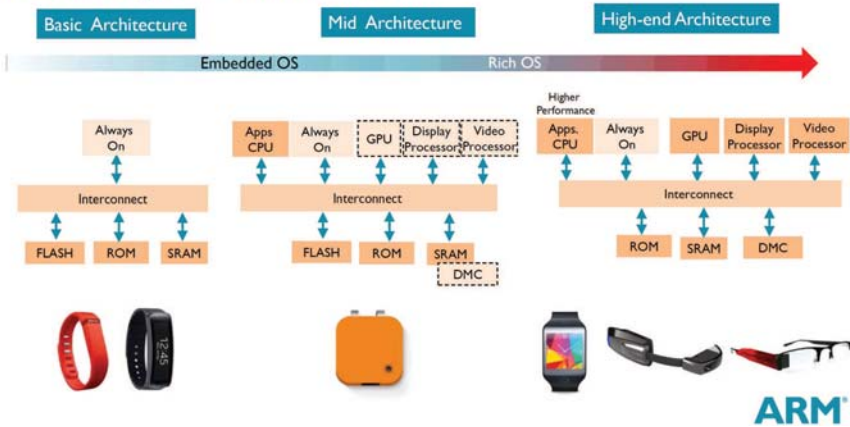 Basic Architecture
Mid Architecture
High-end Architecture
Embedded OS
Rich OS
Always
On
Interconnect
FLASH
ROM
SRAM
Apps
CPU
Always
On
GPU
Display
Processor
Video
Processor
Interconnect
FLASH
ROM
SRAM
DMC
Higher
Performance
Apps.
CPU
Always
On
GPU
Display
Processor
Video
Processor
Interconnect
ROM
SRAM
DMC
12:45
ARM®